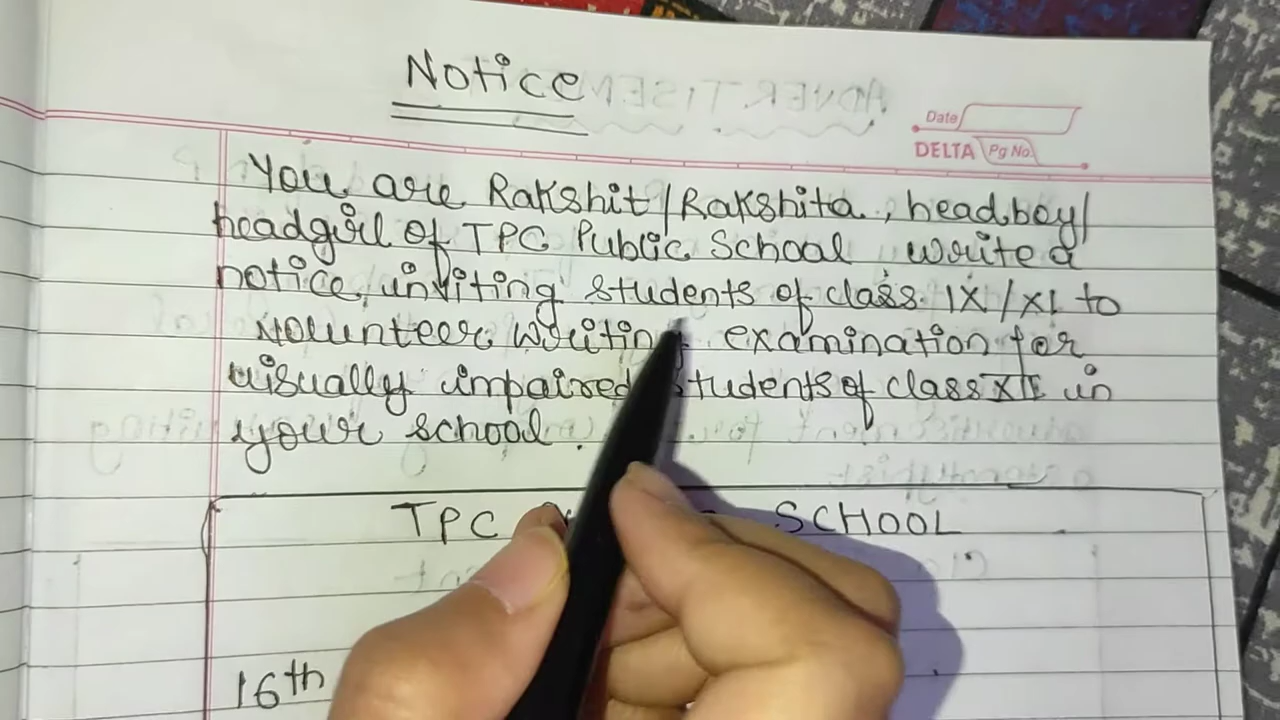 Notice
Date
DELTA Pg No.
You are Rakshit/Rakshita, headboy/
headgirl of TPC Public School write a
notice, inviting students of class IX/XI to
volunteer writing examination for
visually impaired students of class XII in
your school.
TPC SCHOOL
16th